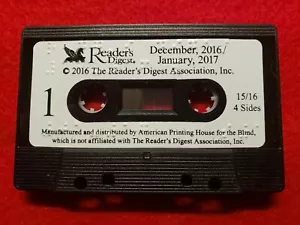 Reader's Digest®
December, 2016/
January, 2017
© 2016 The Reader's Digest Association, Inc.
1
15/16
4 Sides
Manufactured and distributed by American Printing House for the Blind,
which is not affiliated with The Reader's Digest Association, Inc.